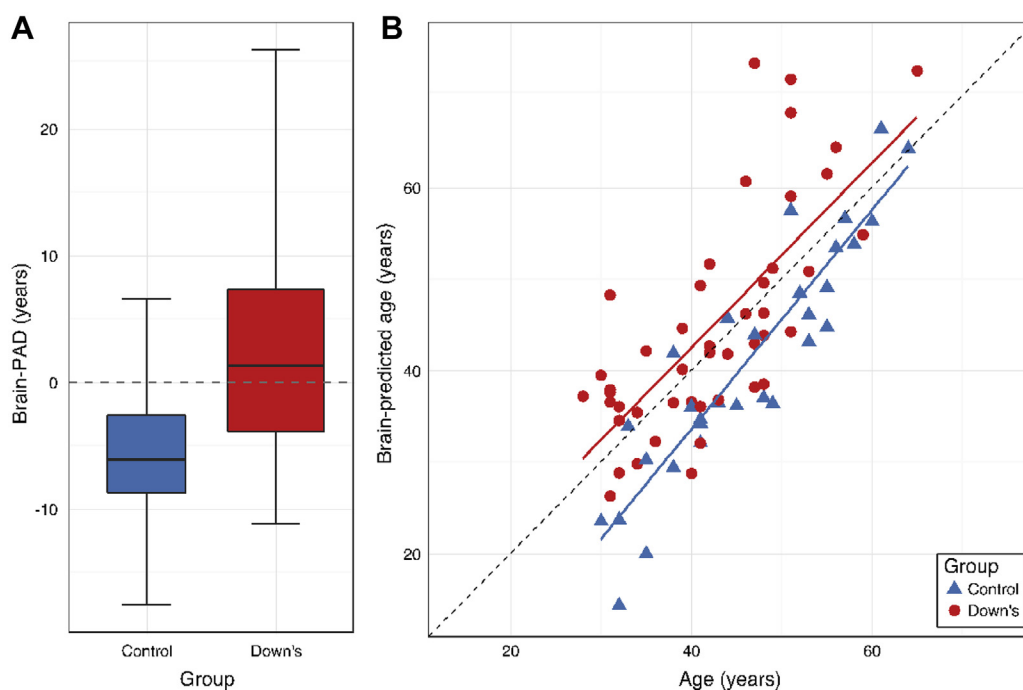 A
Brain-PAD (years)
20
10
0
-10
Control Down's
Group
B
Brain-predicted age (years)
60
40
20
20 40 60
Age (years)
Group
Control
Down's